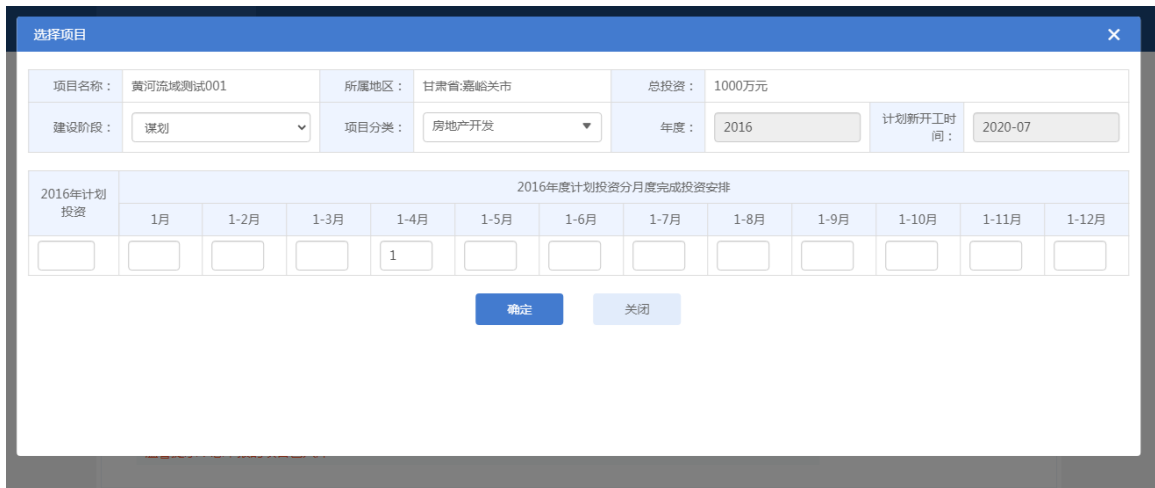 选择项目
项目名称： 黄河流域测试001 所属地区： 甘肃省·嘉峪关市 总投资： 1000万元
建设阶段： 谋划 项目分类： 房地产开发 年度： 2016 计划新开工时
间： 2020-07
2016年计划
投资
2016年度计划投资分月度完成投资安排
1月 1-2月 1-3月 1-4月 1-5月 1-6月 1-7月 1-8月 1-9月 1-10月 1-11月 1-12月
1
确定 关闭